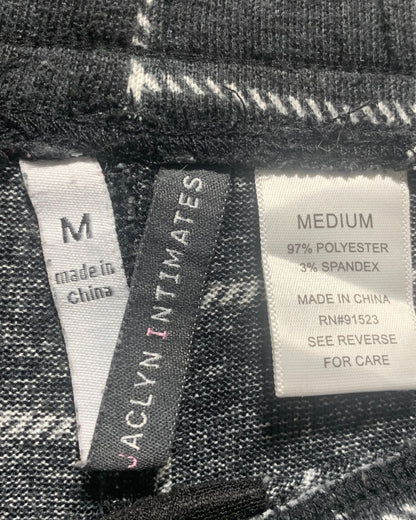 M
made in
China
JACLYN INTIMATES
MEDIUM
97% POLYESTER
3% SPANDEX
MADE IN CHINA
RN#91523
SEE REVERSE
FOR CARE